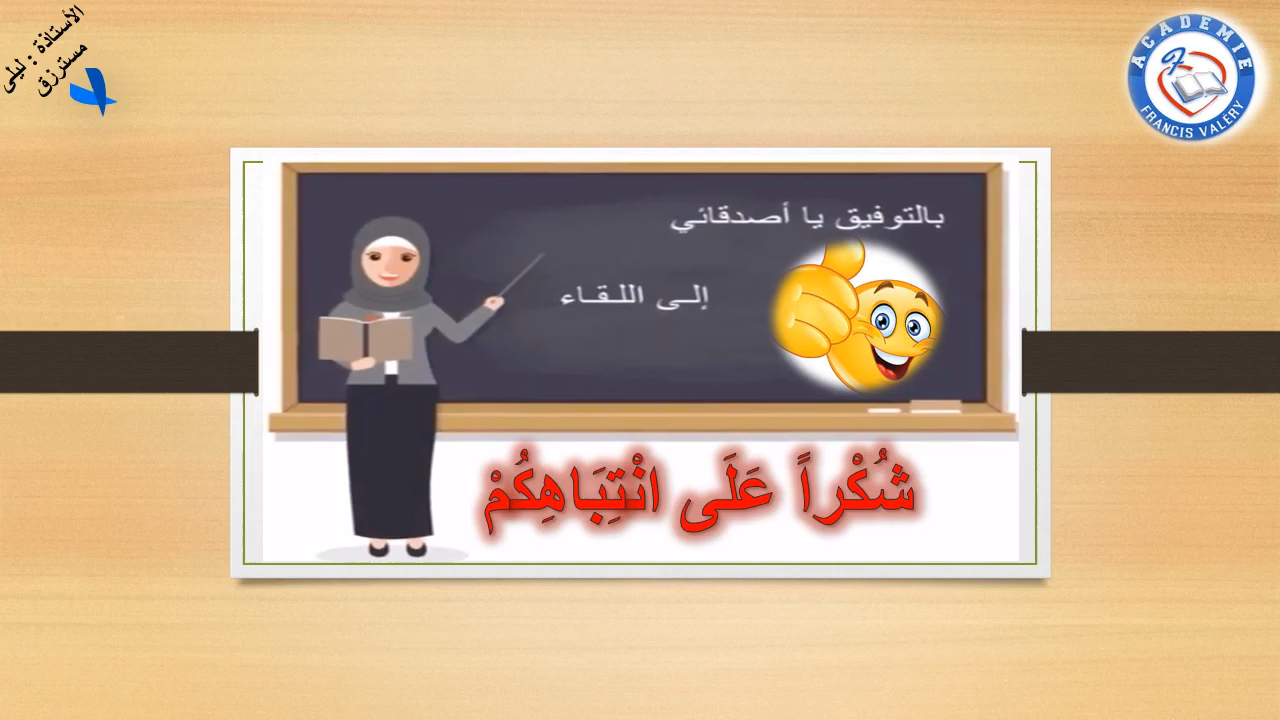 الأستاذة : ليلى
مسترزق
ACADEMIE
FRANCIS VALERY
بالتوفيق يا أصدقائي
إلى اللقاء
شُكْراً عَلَى انْتِبَاهِكُمْ